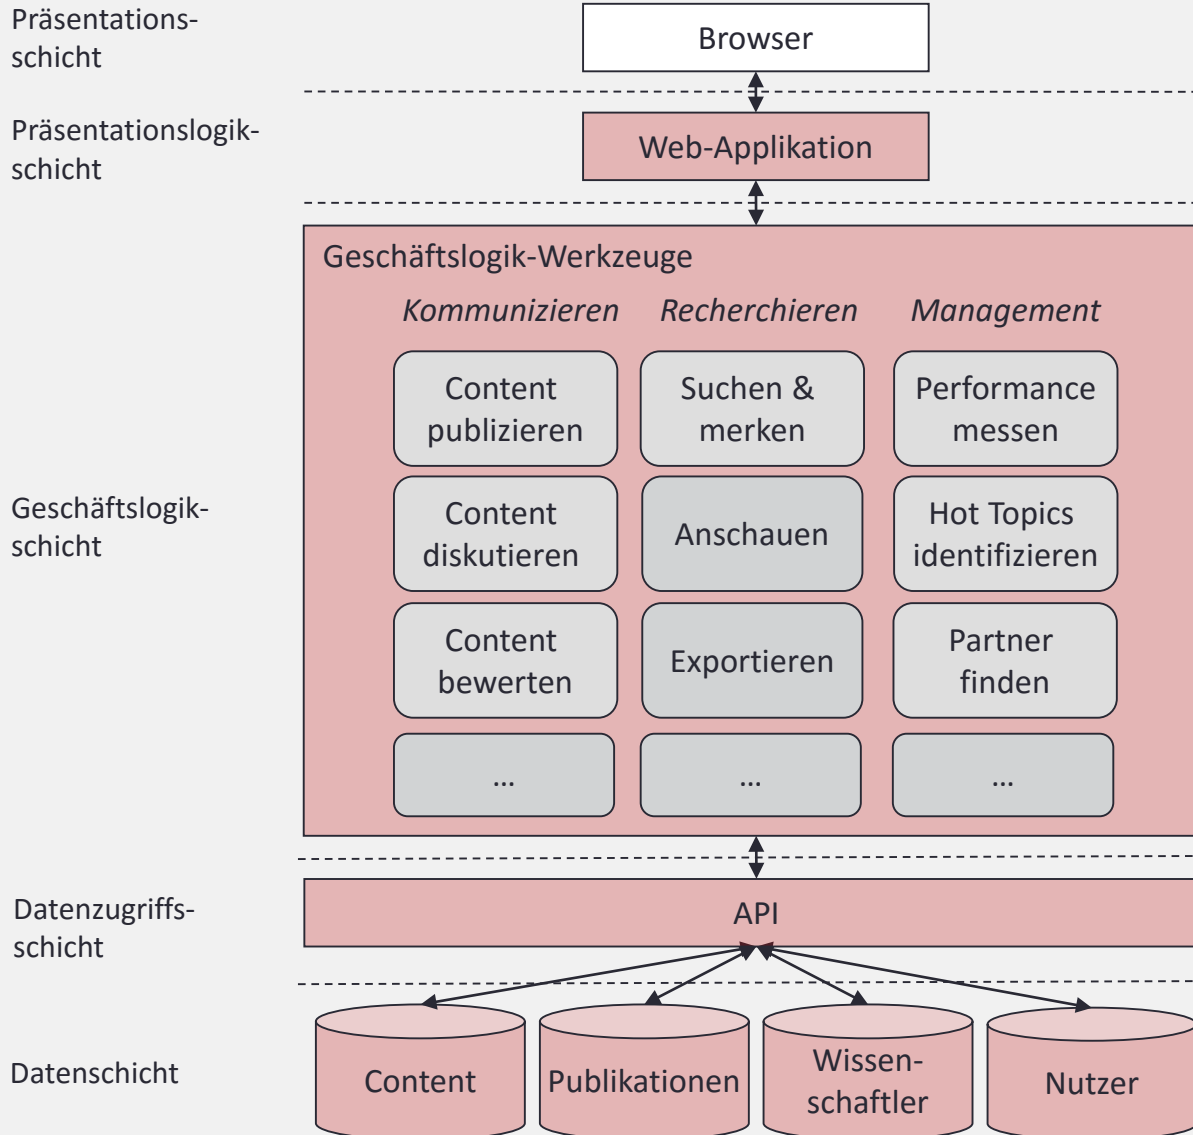 Präsentations-
schicht
Browser
Präsentationslogik-
schicht
Web-Applikation
Geschäftslogik-
schicht
Geschäftslogik-Werkzeuge
Kommunizieren
Recherchieren
Management
Content
publizieren
Suchen &
merken
Performance
messen
Content
diskutieren
Anschauen
Hot Topics
identifizieren
Content
bewerten
Exportieren
Partner
finden
...
...
...
Datenzugriffs-
schicht
API
Datenschicht
Content
Publikationen
Wissen-
schaftler
Nutzer